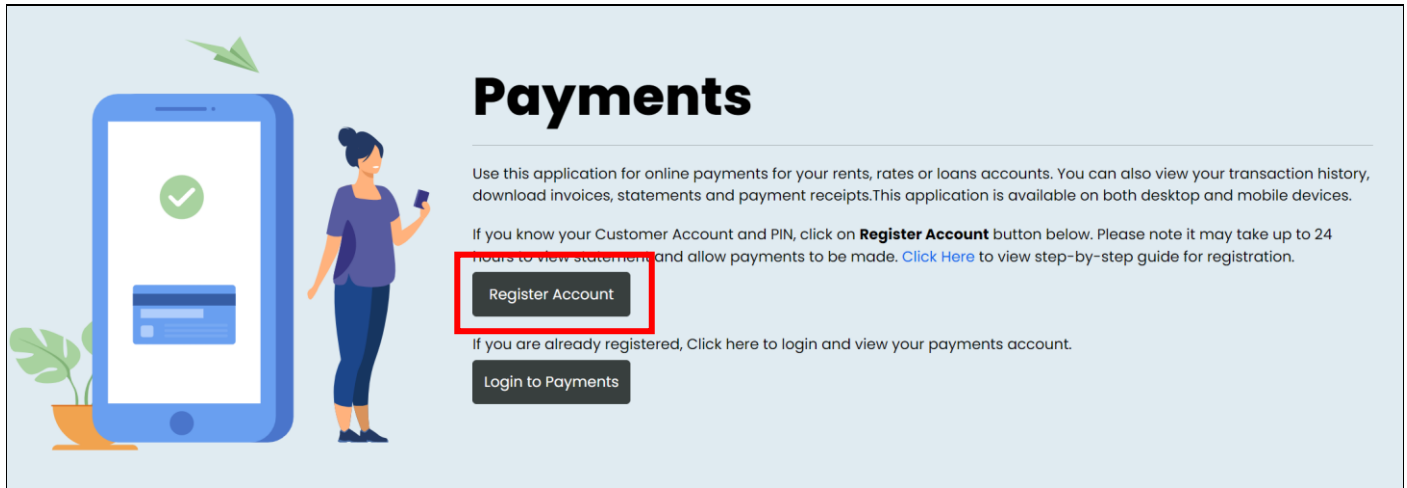 Payments
Use this application for online payments for your rents, rates or loans accounts. You can also view your transaction history,
download invoices, statements and payment receipts.This application is available on both desktop and mobile devices.
If you know your Customer Account and PIN, click on Register Account button below. Please note it may take up to 24
hours to view statement and allow payments to be made. Click Here to view step-by-step guide for registration.
Register Account
If you are already registered, Click here to login and view your payments account.
Login to Payments